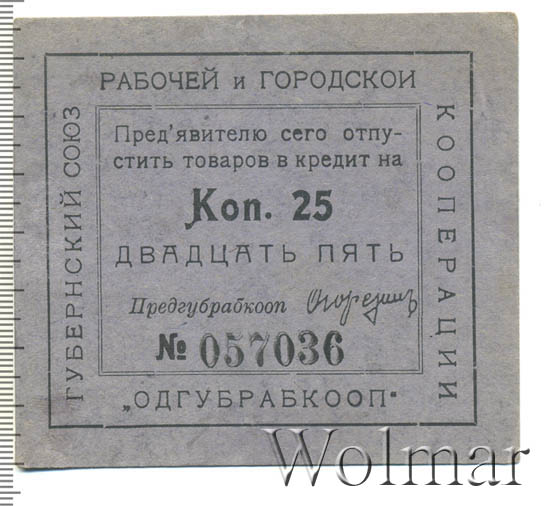 ГУБЕРНСКИЙ СОЮЗ
РАБОЧЕЙ и ГОРОДСКОЙ
КООПЕРАЦИИ
Пред'явителю сего отпу-
стить товаров в кредит на
Коп. 25
ДВАДЦАТЬ ПЯТЬ
Предгубрабкооп
№ 057036
„ОДГУБРАБКООП"
Wolmar